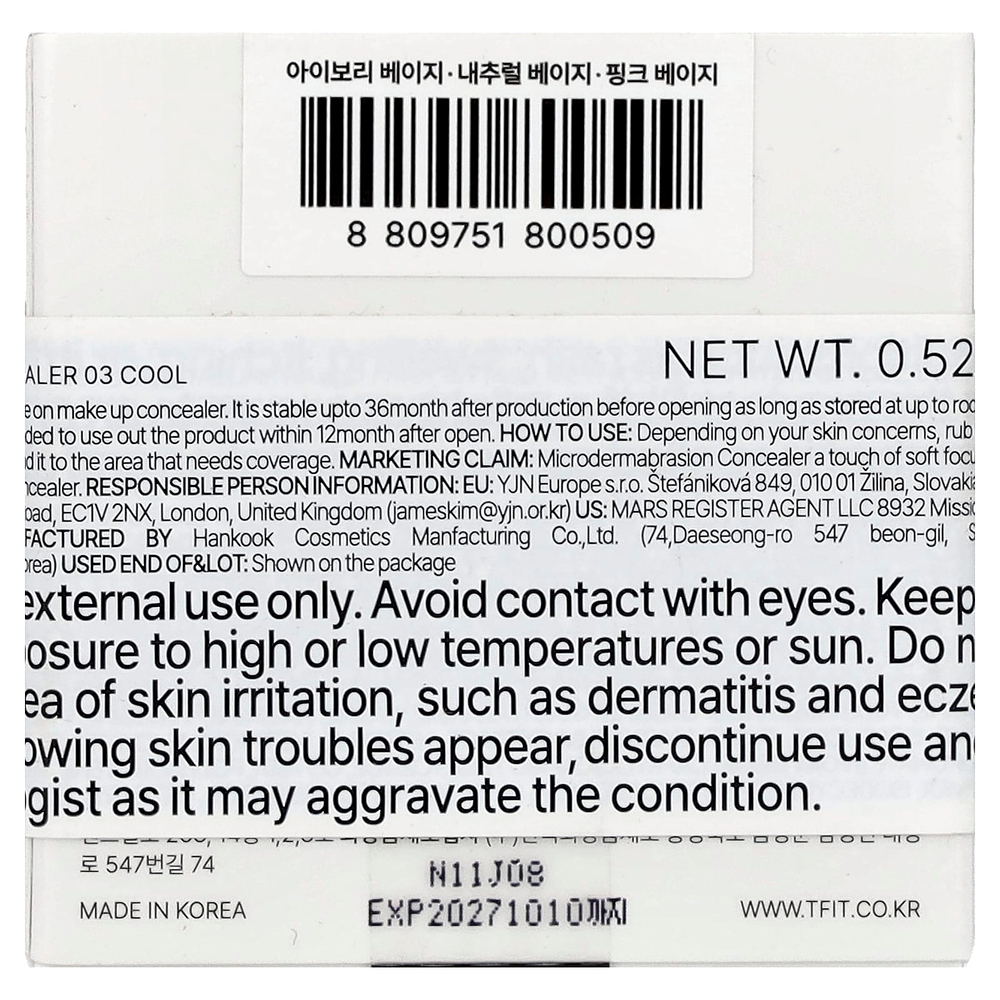 아이보리 베이지·내추럴 베이지·핑크 베이지
8 809751 800509
NET WT. 0.52
ALER 03 COOL
e on make up concealer. It is stable upto 36month after production before opening as long as stored at up to roo
ded to use out the product within 12month after open. HOW TO USE: Depending on your skin concerns, rub
d it to the area that needs coverage. MARKETING CLAIM: Microdermabrasion Concealer a touch of soft focu
ncealer. RESPONSIBLE PERSON INFORMATION: EU: YJN Europe s.r.o. Štefániková 849, 010 01 Žilina, Slovakia
oad, EC1V 2NX, London, United Kingdom (jameskim@yjn.or.kr) US: MARS REGISTER AGENT LLC 8932 Missio
FACTURED BY Hankook Cosmetics Manfacturing Co.,Ltd. (74,Daeseong-ro 547 beon-gil, S
rea) USED END OF&LOT: Shown on the package
external use only. Avoid contact with eyes. Keep
osure to high or low temperatures or sun. Do n
ea of skin irritation, such as dermatitis and ecze
owing skin troubles appear, discontinue use an
gist as it may aggravate the condition.
로 547번길 74
N11J08
MADE IN KOREA
EXP20271010까지
WWW.TFIT.CO.KR